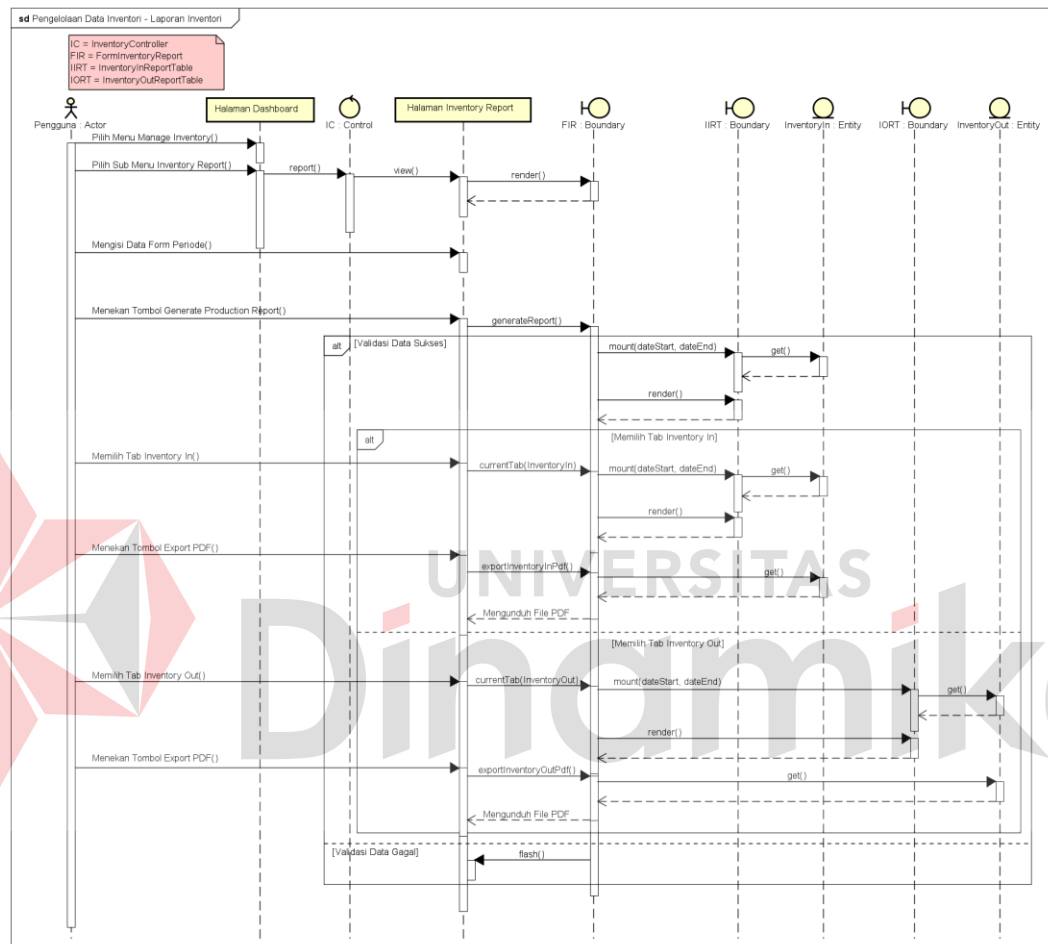 sd Pengelolaan Data Inventori - Laporan Inventori
IC = InventoryController
FIR = FormInventoryReport
IIRT = InventoryInReportTable
IORT = InventoryOutReportTable
Halaman Dashboard
Halaman Inventory Report
Pengguna : Actor
IC : Control
FIR : Boundary
IIRT : Boundary
InventoryIn : Entity
IORT : Boundary
InventoryOut : Entity
Pilih Menu Manage Inventory()
Pilih Sub Menu Inventory Report()
report()
view()
render()
Mengisi Data Form Periode()
Menekan Tombol Generate Production Report()
generateReport()
alt
[Validasi Data Sukses]
mount(dateStart, dateEnd)
get()
render()
alt
[Memilih Tab Inventory In]
Memilih Tab Inventory In()
currentTab(InventoryIn)
mount(dateStart, dateEnd)
get()
render()
Menekan Tombol Export PDF()
exportInventoryInPdf()
get()
Mengunduh File PDF
[Memilih Tab Inventory Out]
Memilih Tab Inventory Out()
currentTab(InventoryOut)
mount(dateStart, dateEnd)
get()
render()
Menekan Tombol Export PDF()
exportInventoryOutPdf()
get()
Mengunduh File PDF
[Validasi Data Gagal]
flash()
UNIVERSITAS
Dinamika